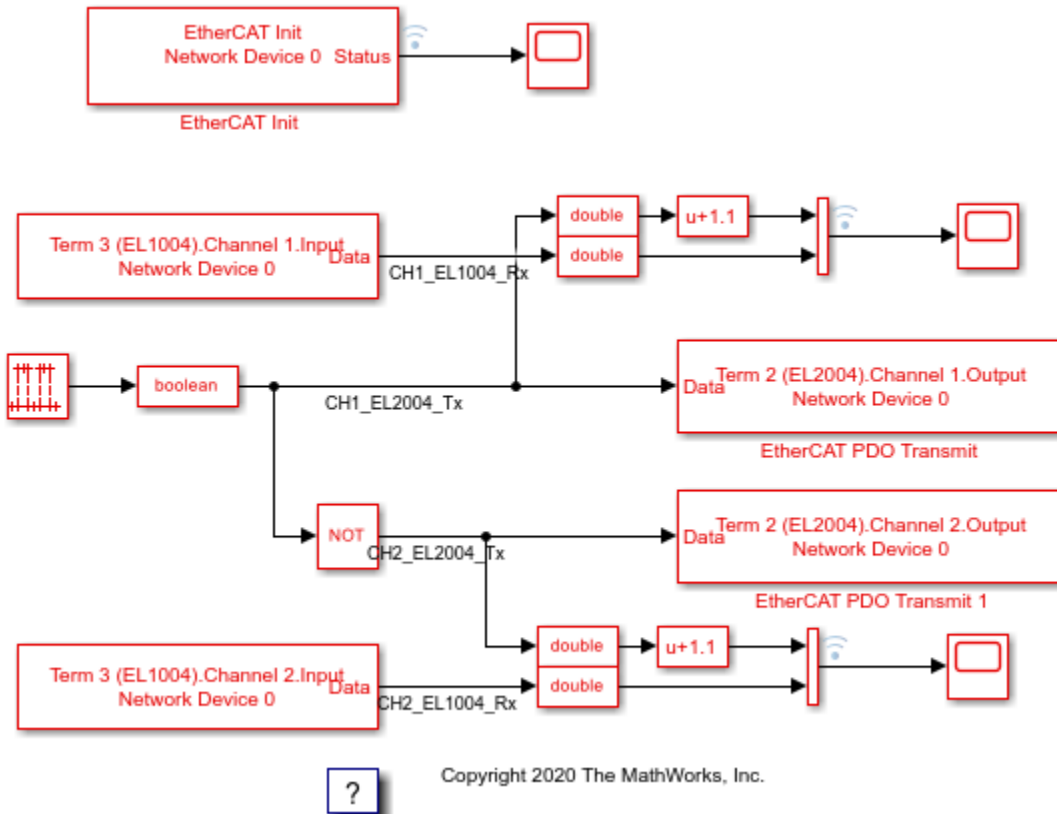 EtherCAT Init
Network Device 0 Status
EtherCAT Init
double
u+1.1
Term 3 (EL1004).Channel 1.Input
Network Device 0
Data
double
CH1_EL1004_Rx
boolean
CH1_EL2004_Tx
Data
Term 2 (EL2004).Channel 1.Output
Network Device 0
EtherCAT PDO Transmit
NOT
CH2_EL2004_Tx
Data
Term 2 (EL2004).Channel 2.Output
Network Device 0
EtherCAT PDO Transmit 1
double
u+1.1
Term 3 (EL1004).Channel 2.Input
Network Device 0
Data
double
CH2_EL1004_Rx
?
Copyright 2020 The MathWorks, Inc.